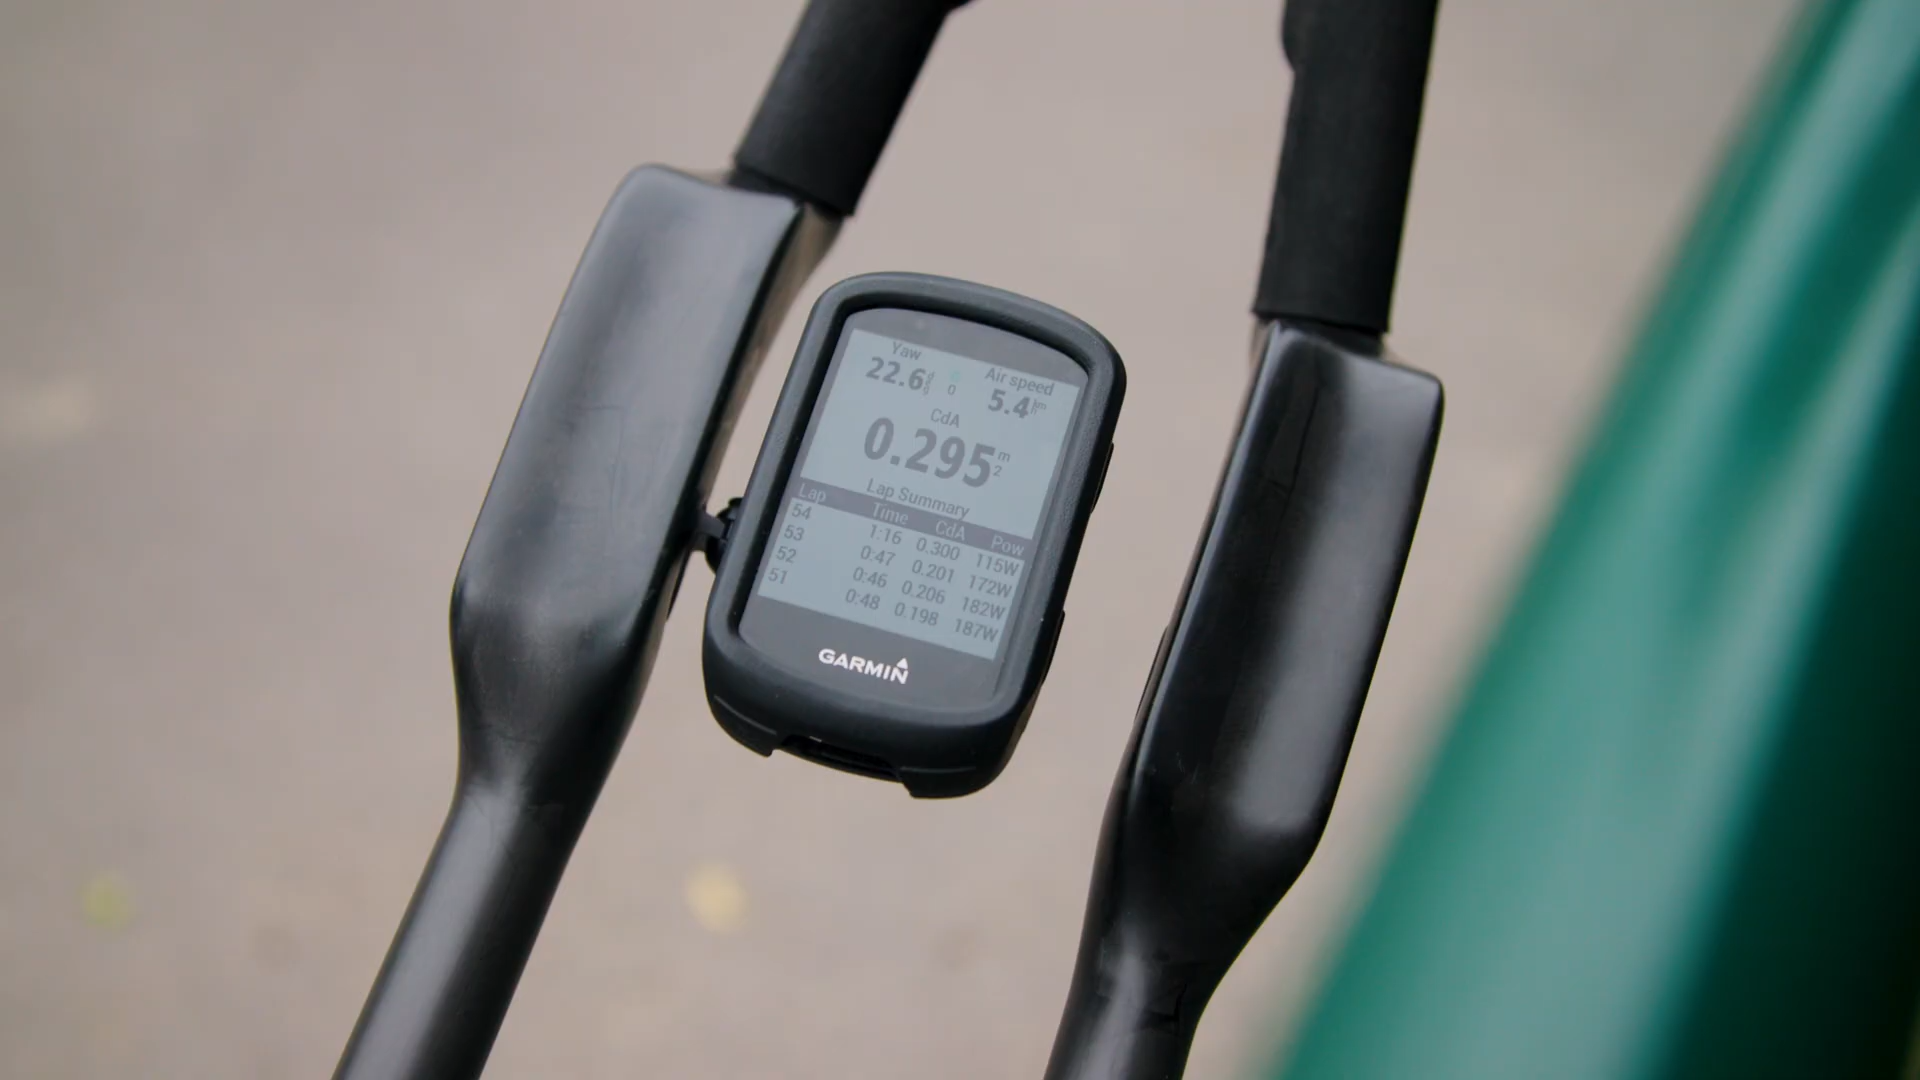 Yaw
Air speed
22.6
0
5.4 km h
CdA
0.295 m 2
Lap Summary
Lap Time CdA Pow
54 1:16 0.300 115W
53 0:47 0.201 172W
52 0:46 0.206 182W
51 0:48 0.198 187W
GARMIN